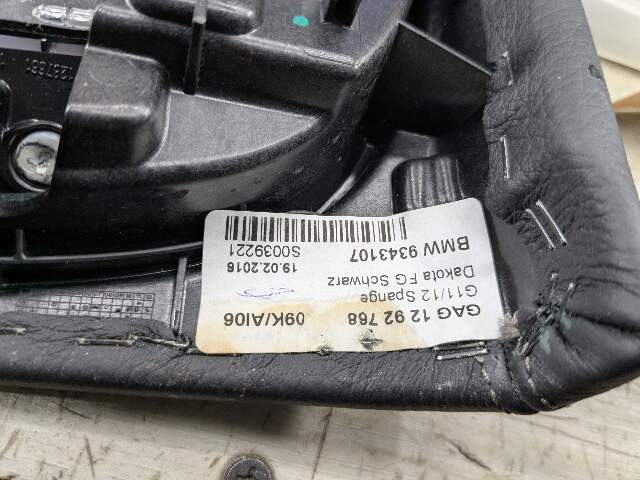 BMW 9343107
Dakota FG Schwarz
G11/12 Spange
GAG 12 92 768
S0039221
19.02.2016
09K/AI06